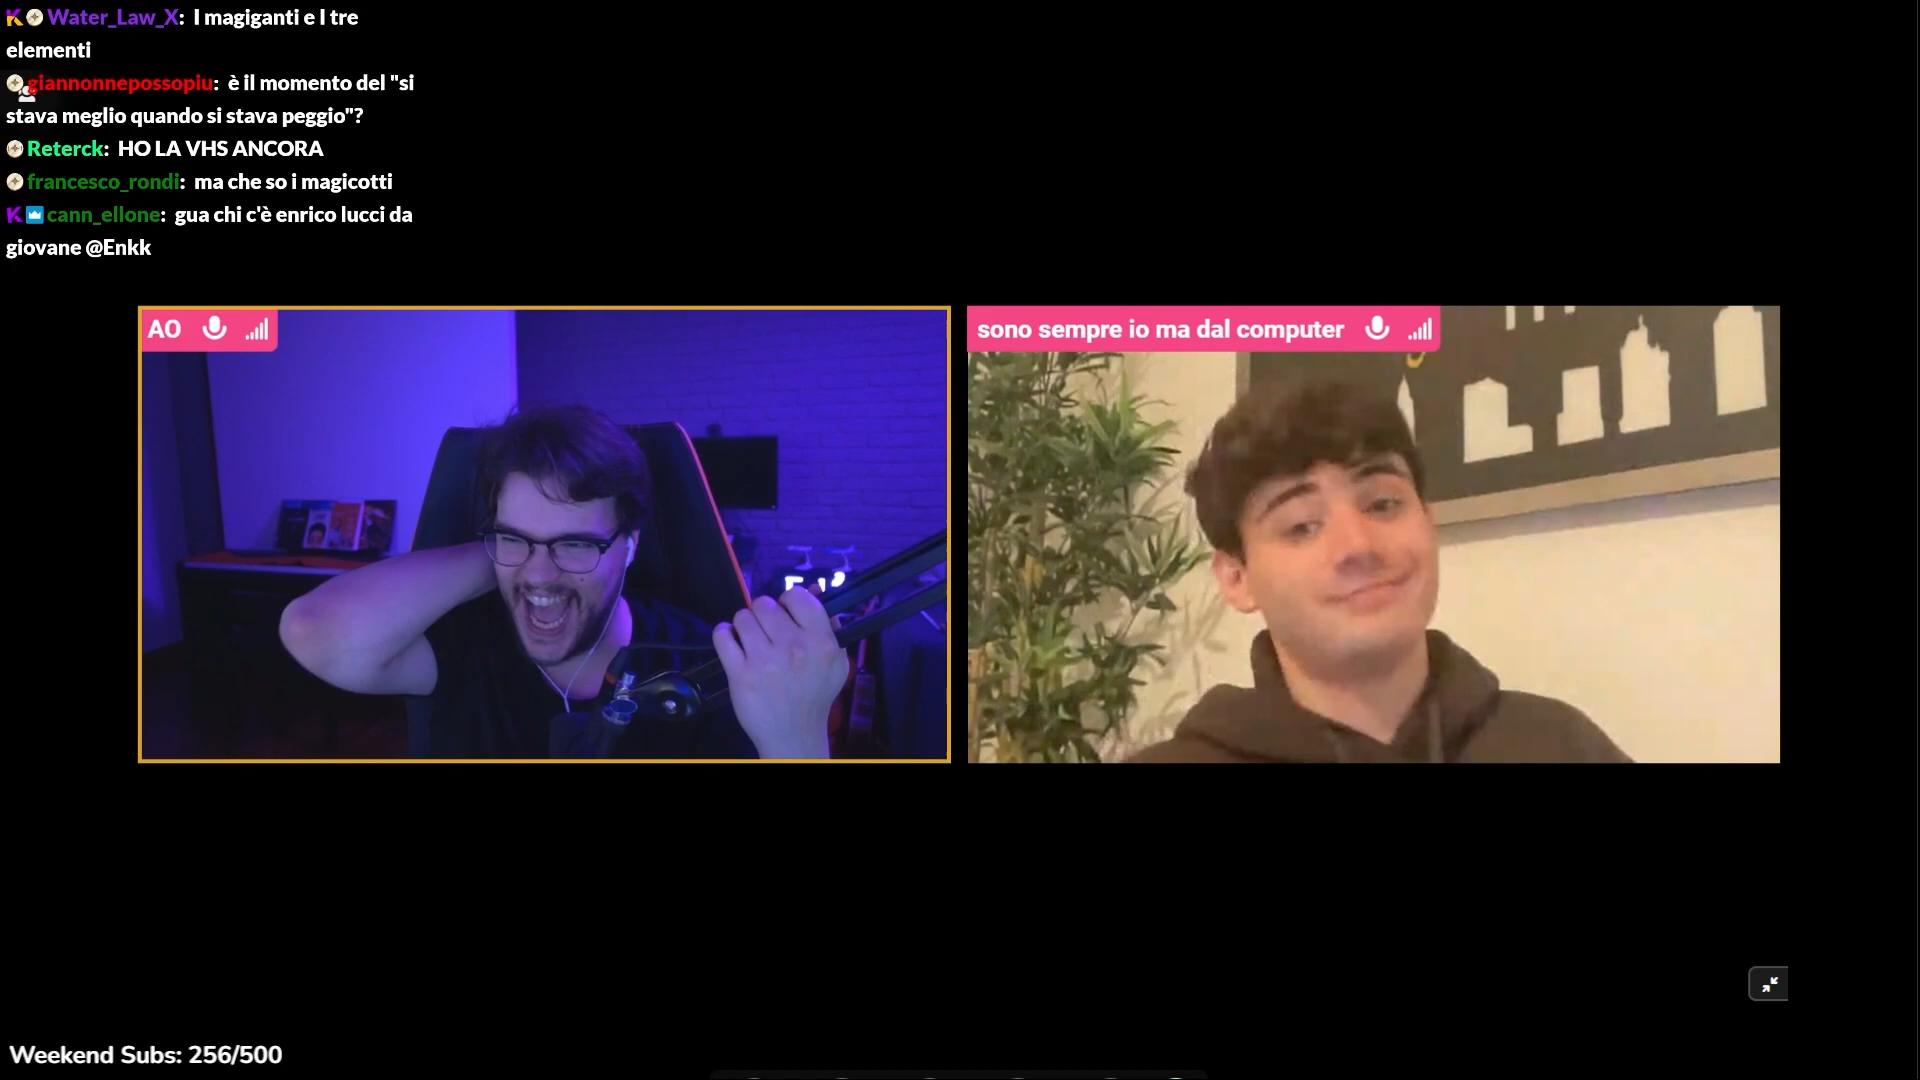 Water_Law_X: I magiganti e I tre
elementi
giannonnepossopiu: è il momento del "si
stava meglio quando si stava peggio"?
Reterck: HO LA VHS ANCORA
francesco_rondi: ma che so i magicotti
cann_ellone: gua chi c'è enrico lucci da
giovane @Enkk
AO
sono sempre io ma dal computer
Weekend Subs: 256/500